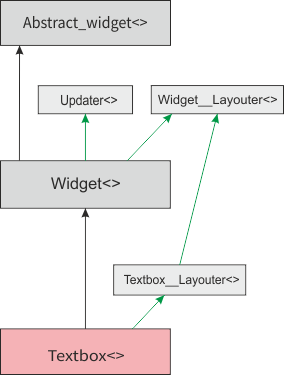 Abstract_widget<>
Updater<>
Widget__Layouter<>
Widget<>
Textbox__Layouter<>
Textbox<>